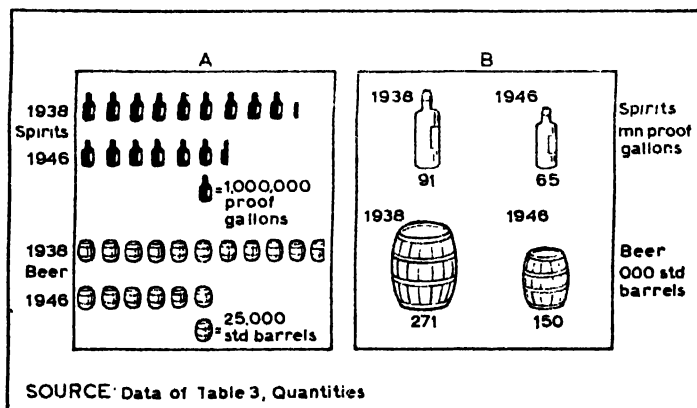 A
1938
Spirits
1946
=1,000,000
proof
gallons
1938
Beer
1946
=25,000
std barrels
B
1938
1946
Spirits
mn proof
gallons
91
65
1938
1946
Beer
000 std
barrels
271
150
SOURCE: Data of Table 3, Quantities